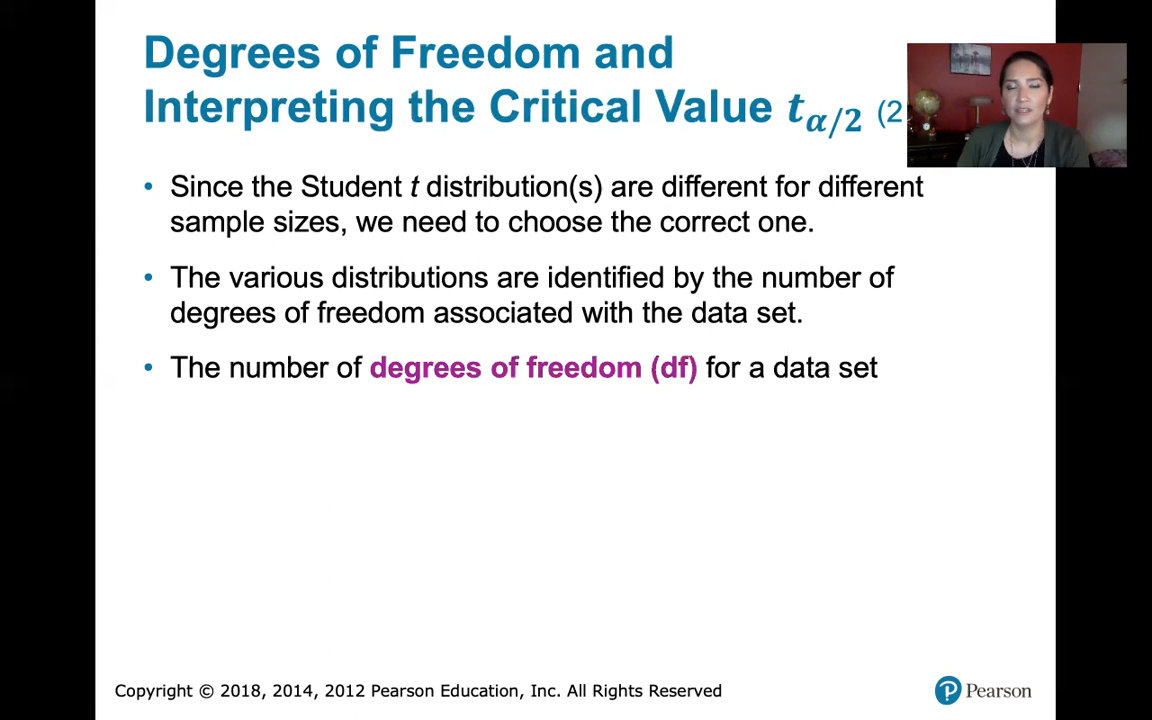 Degrees of Freedom and
Interpreting the Critical Value t_α/2 (2
• Since the Student t distribution(s) are different for different
sample sizes, we need to choose the correct one.
• The various distributions are identified by the number of
degrees of freedom associated with the data set.
• The number of degrees of freedom (df) for a data set
Copyright © 2018, 2014, 2012 Pearson Education, Inc. All Rights Reserved
P Pearson